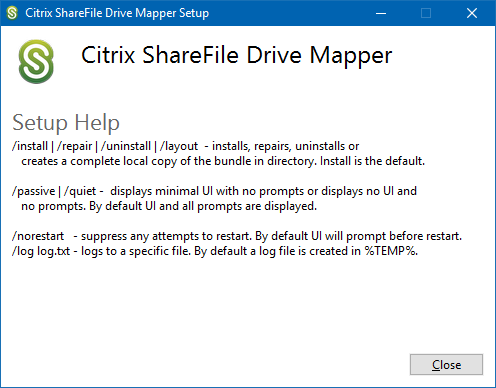 Citrix ShareFile Drive Mapper Setup
Citrix ShareFile Drive Mapper
Setup Help
/install | /repair | /uninstall | /layout - installs, repairs, uninstalls or
creates a complete local copy of the bundle in directory. Install is the default.
/passive | /quiet - displays minimal UI with no prompts or displays no UI and
no prompts. By default UI and all prompts are displayed.
/norestart - suppress any attempts to restart. By default UI will prompt before restart.
/log log.txt - logs to a specific file. By default a log file is created in %TEMP%.
Close